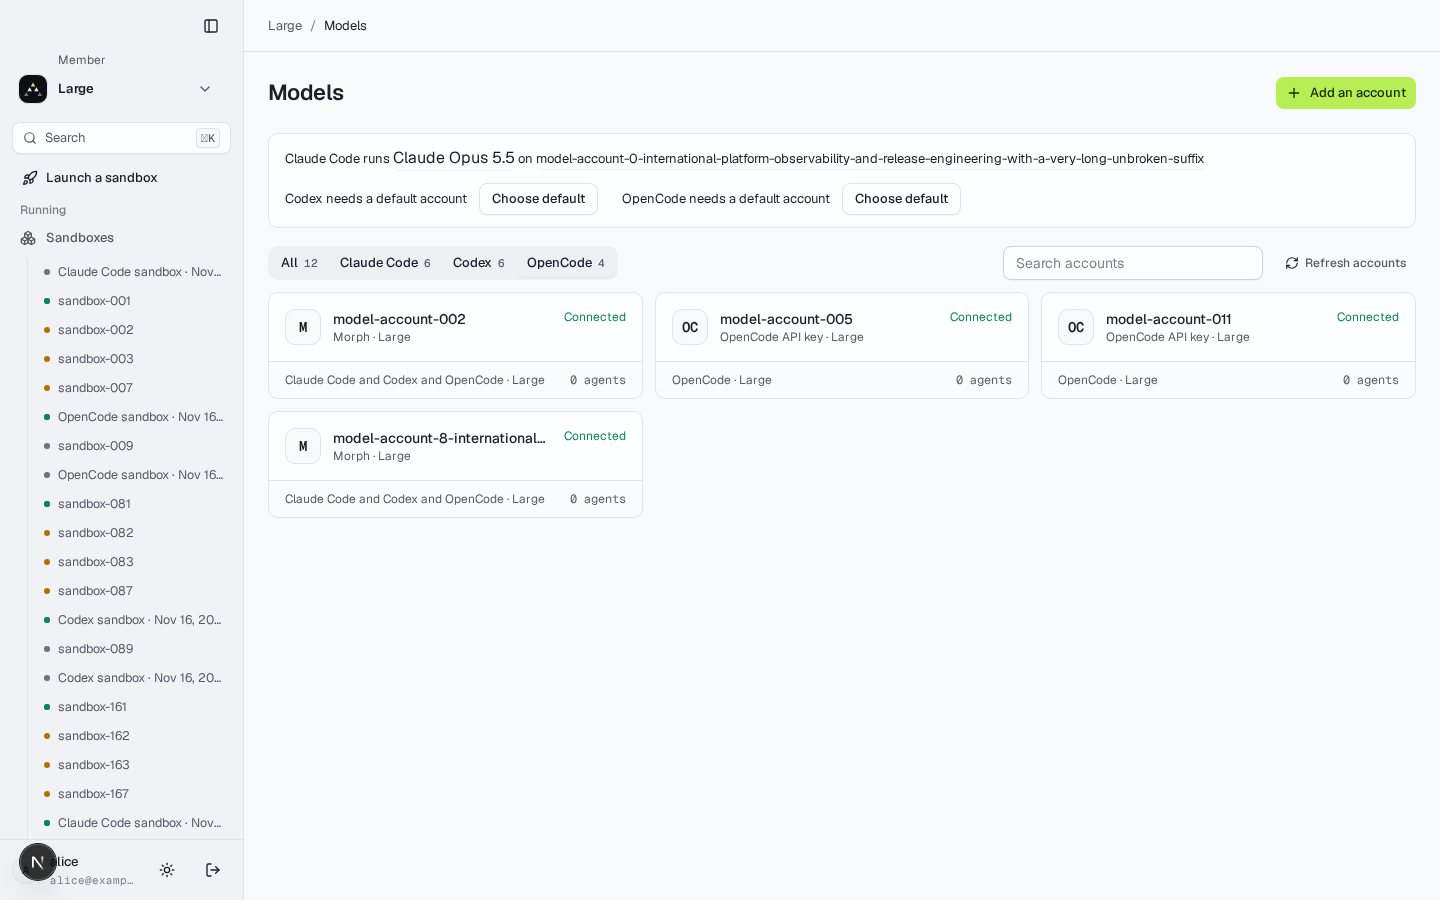 Member
Large
Search
K
Launch a sandbox
Running
Sandboxes
Claude Code sandbox · Nov...
sandbox-001
sandbox-002
sandbox-003
sandbox-007
OpenCode sandbox · Nov 16...
sandbox-009
OpenCode sandbox · Nov 16...
sandbox-081
sandbox-082
sandbox-083
sandbox-087
Codex sandbox · Nov 16, 20...
sandbox-089
Codex sandbox · Nov 16, 20...
sandbox-161
sandbox-162
sandbox-163
sandbox-167
Claude Code sandbox · Nov...
N
alice
alice@examp...
Large / Models
Models
Add an account
Claude Code runs Claude Opus 5.5 on model-account-0-international-platform-observability-and-release-engineering-with-a-very-long-unbroken-suffix
Codex needs a default account Choose default OpenCode needs a default account Choose default
All 12 Claude Code 6 Codex 6 OpenCode 4
Search accounts
Refresh accounts
M
model-account-002
Connected
Morph · Large
Claude Code and Codex and OpenCode · Large 0 agents
OC
model-account-005
Connected
OpenCode API key · Large
OpenCode · Large 0 agents
OC
model-account-011
Connected
OpenCode API key · Large
OpenCode · Large 0 agents
M
model-account-8-international...
Connected
Morph · Large
Claude Code and Codex and OpenCode · Large 0 agents